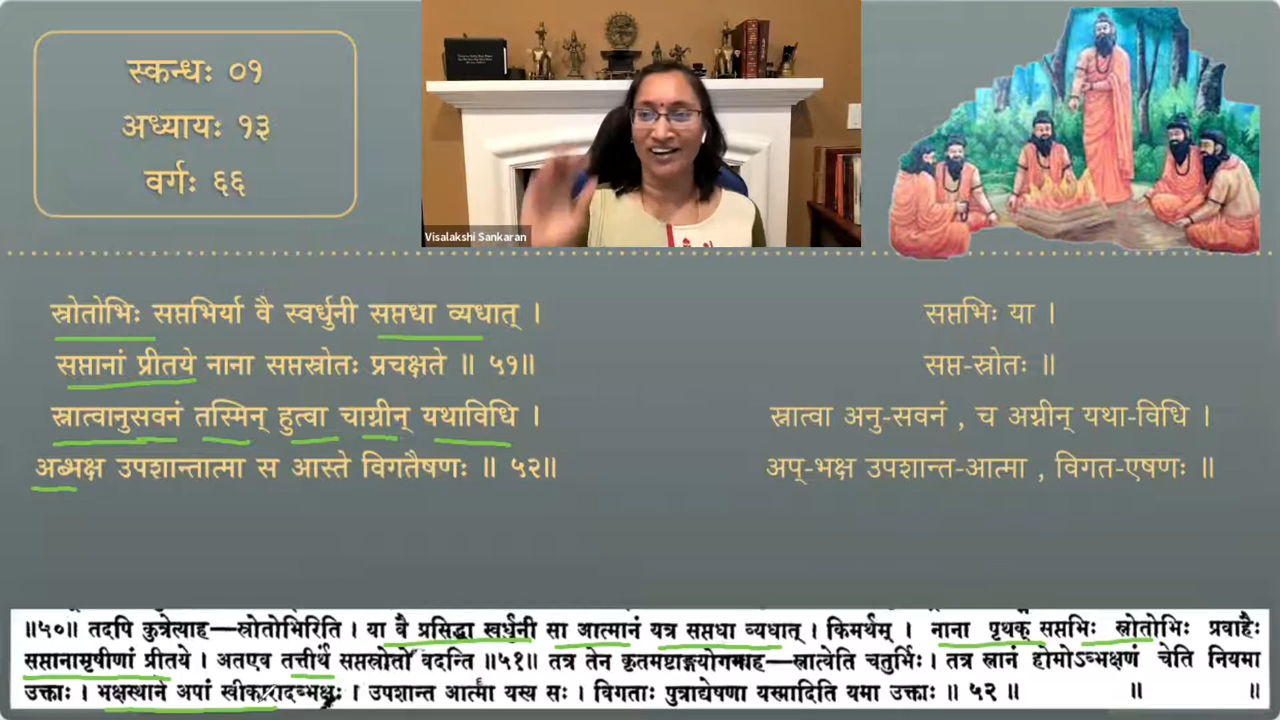 स्कन्धः ०१
अध्यायः १३
वर्गः ६६
Visalakshi Sankaran
स्रोतोभिः सप्तभिर्या वै स्वर्धुनी सप्तधा व्यधात् ।
सप्तानां प्रीतये नाना सप्तस्रोतः प्रचक्षते ॥ ५१॥
स्नात्वानुसवनं तस्मिन् हुत्वा चाग्नीन् यथाविधि ।
अब्भक्ष उपशान्तात्मा स आस्ते विगतैषणः ॥ ५२॥
सप्तभिः या ।
सप्त-स्रोतः ॥
स्नात्वा अनु-सवनं , च अग्नीन् यथा-विधि ।
अप्-भक्ष उपशान्त-आत्मा , विगत-एषणः ॥
॥५०॥ तदपि कुत्रेत्याह—स्रोतोभिरिति । या वै प्रसिद्धा स्वर्धुनी सा आत्मानं यत्र सप्तधा व्यधात् । किमर्थम् । नाना पृथक् सप्तभिः स्रोतोभिः प्रवाहैः
सप्तानामृषीणां प्रीतये । अतएव तत्तीर्थं सप्तस्रोतो वदन्ति ॥५१॥ तत्र तेन कृतमष्टाङ्गयोगमाह—स्नात्वेति चतुर्भिः । तत्र स्नानं होमोऽब्भक्षणं चेति नियमा
उक्ताः । भक्षस्थाने अपां स्वीकारादब्भक्षः । उपशान्त आत्मा यस्य सः । विगताः पुत्राद्येषणा यस्मादिति यमा उक्ताः ॥ ५२ ॥ ॥ ॥